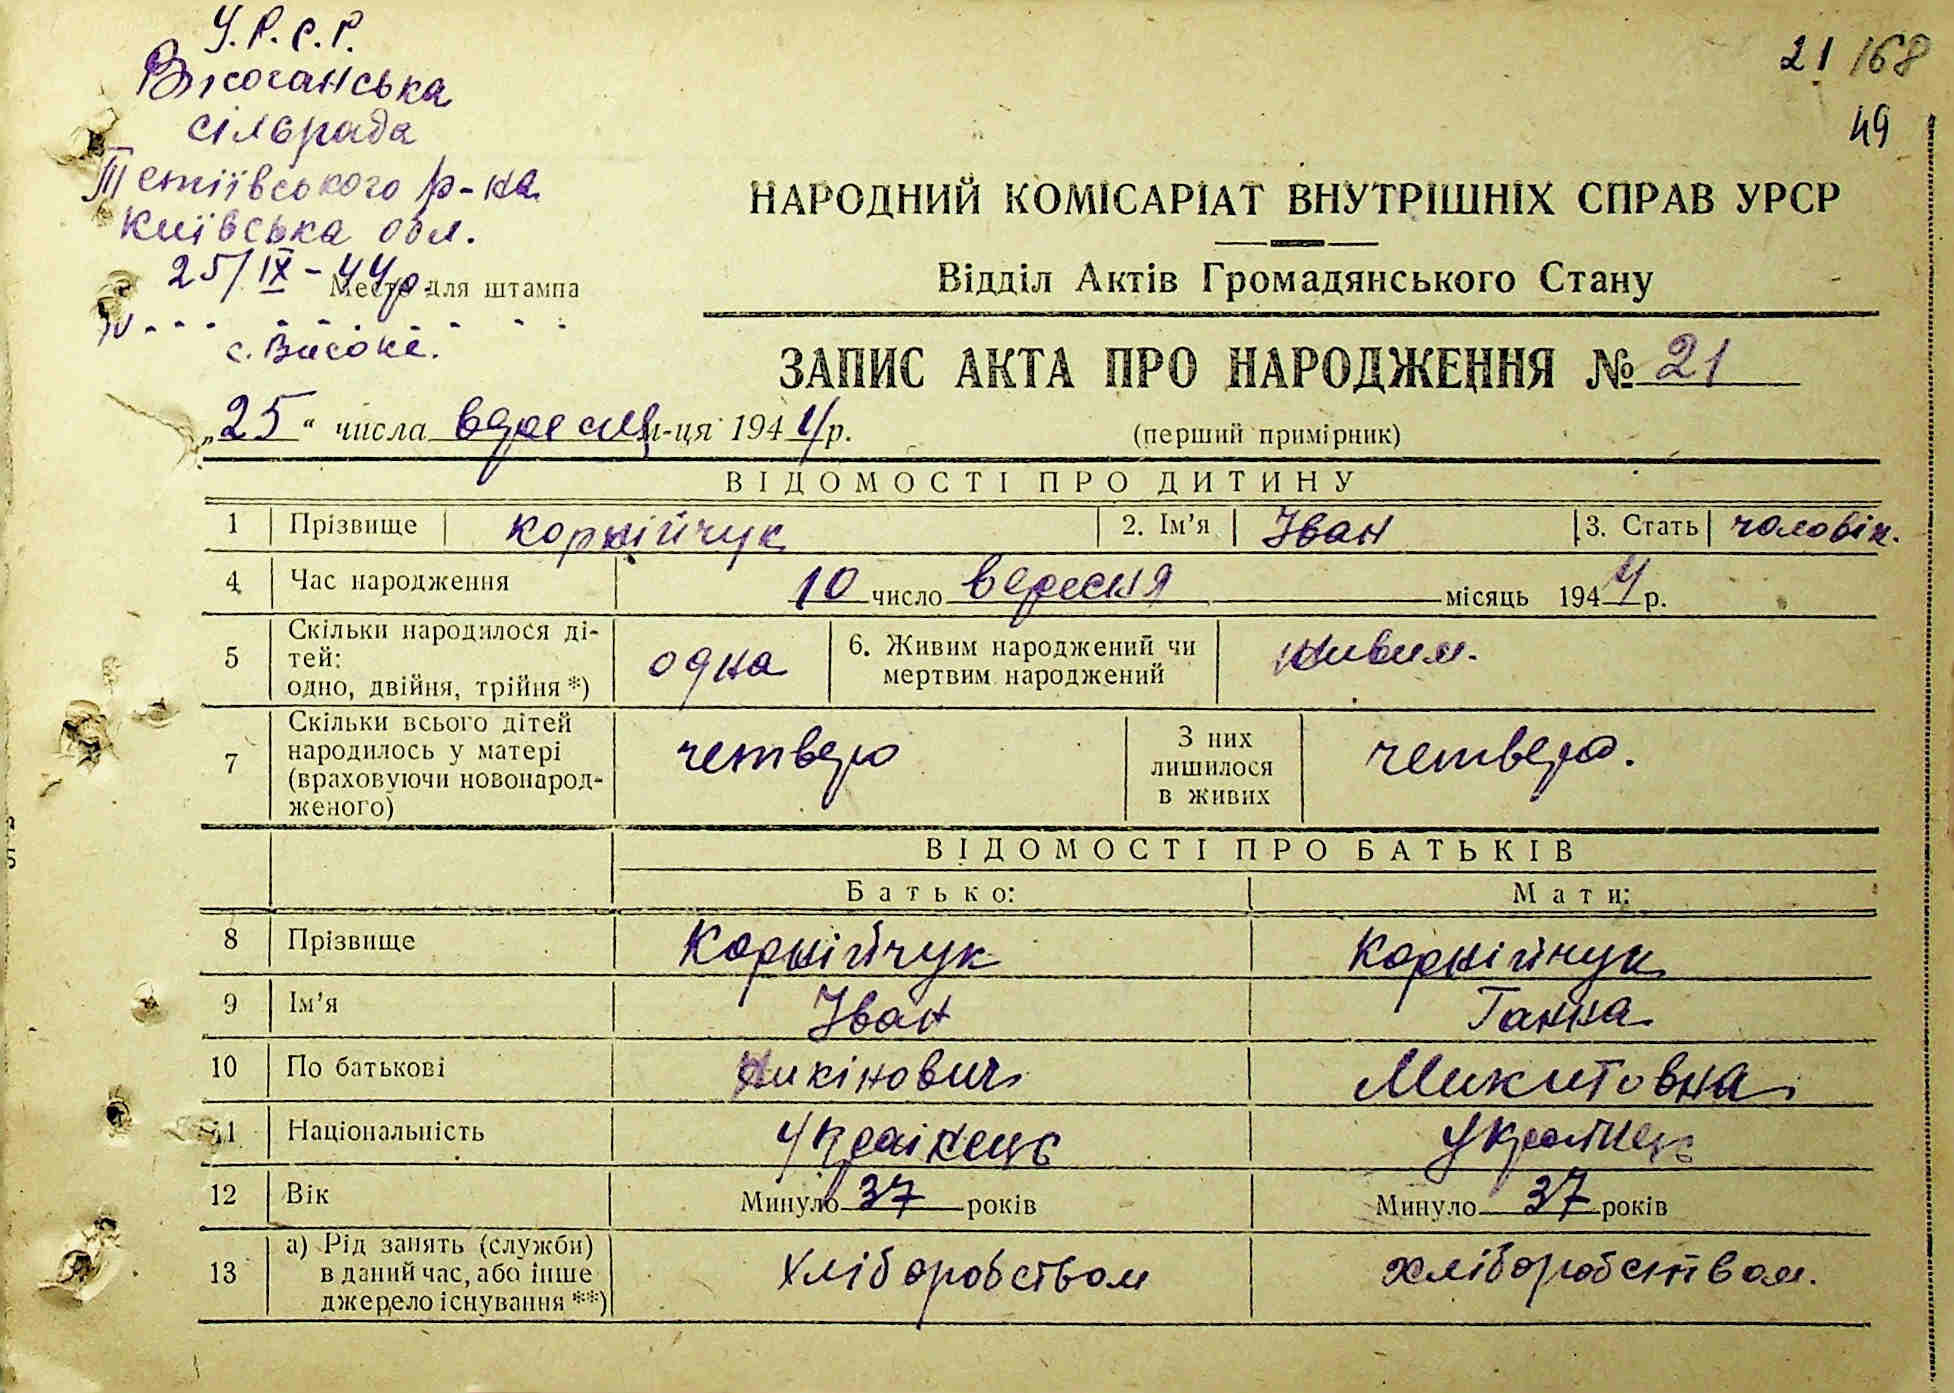 У.Р.С.Р.
21 168
49
сільрада
Тетіївського р-на
Київська обл.
25/IX-44р.
Место для штампа
с. Високе.
НАРОДНИЙ КОМІСАРІАТ ВНУТРІШНІХ СПРАВ УРСР
Відділ Актів Громадянського Стану
ЗАПИС АКТА ПРО НАРОДЖЕННЯ № 21
„25“ числа вересня м-ця 1944 р.
(перший примірник)
ВІДОМОСТІ ПРО ДИТИНУ
1 Прізвище Корнійчук 2. Ім’я Іван 3. Стать чоловік.
4 Час народження 10 число вересня місяць 1944 р.
5 Скільки народилося ді-
тей:
одно, двійня, трійня *) одна
6. Живим народжений чи
мертвим народжений живим.
7 Скільки всього дітей
народилось у матері
(враховуючи новонарод-
женого) четверо
З них
лишилося
в живих четверо.
ВІДОМОСТІ ПРО БАТЬКІВ
Батько: Мати:
8 Прізвище Корнійчук Корнійчук
9 Ім’я Іван Ганна
10 По батькові Микитовна
11 Національність Українець Українець
12 Вік Минуло 37 років Минуло 37 років
13 а) Рід занять (служби)
в даний час, або інше
джерело існування **) хліборобством хліборобством.